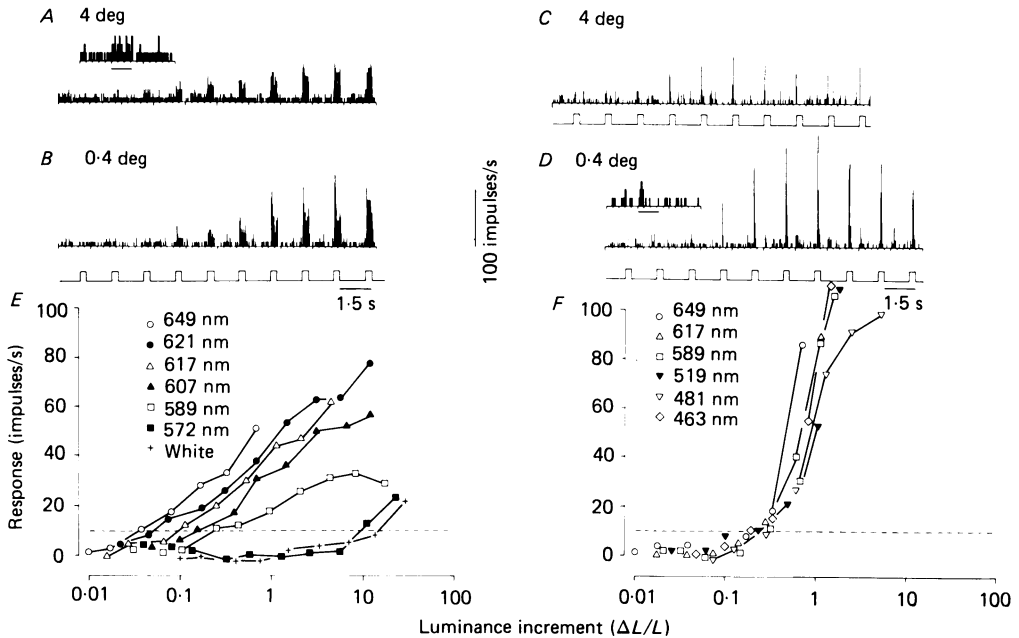 A 4 deg
B 0·4 deg
C 4 deg
D 0·4 deg
100 impulses/s
1·5 s
1·5 s
E
649 nm
621 nm
617 nm
607 nm
589 nm
572 nm
White
Response (impulses/s)
100
80
60
40
20
0
0·01 0·1 1 10 100
F
649 nm
617 nm
589 nm
519 nm
481 nm
463 nm
100
80
60
40
20
0
0·01 0·1 1 10 100
Luminance increment (ΔL/L)